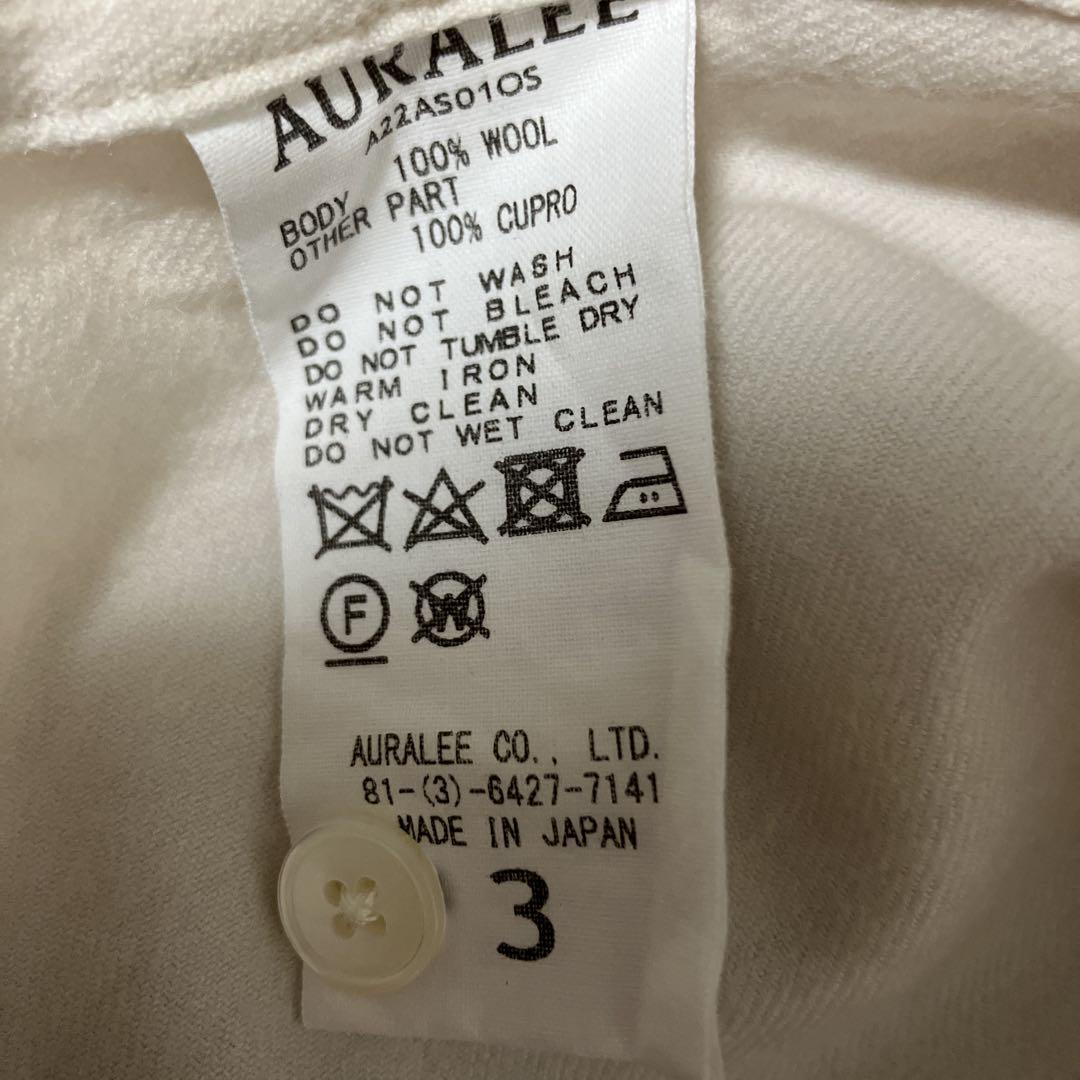 AURALEE
A22AS01OS
BODY 100% WOOL
OTHER PART
100% CUPRO
DO NOT WASH
DO NOT BLEACH
DO NOT TUMBLE DRY
WARM IRON
DRY CLEAN
DO NOT WET CLEAN
F W
AURALEE CO., LTD.
81-(3)-6427-7141
MADE IN JAPAN
3